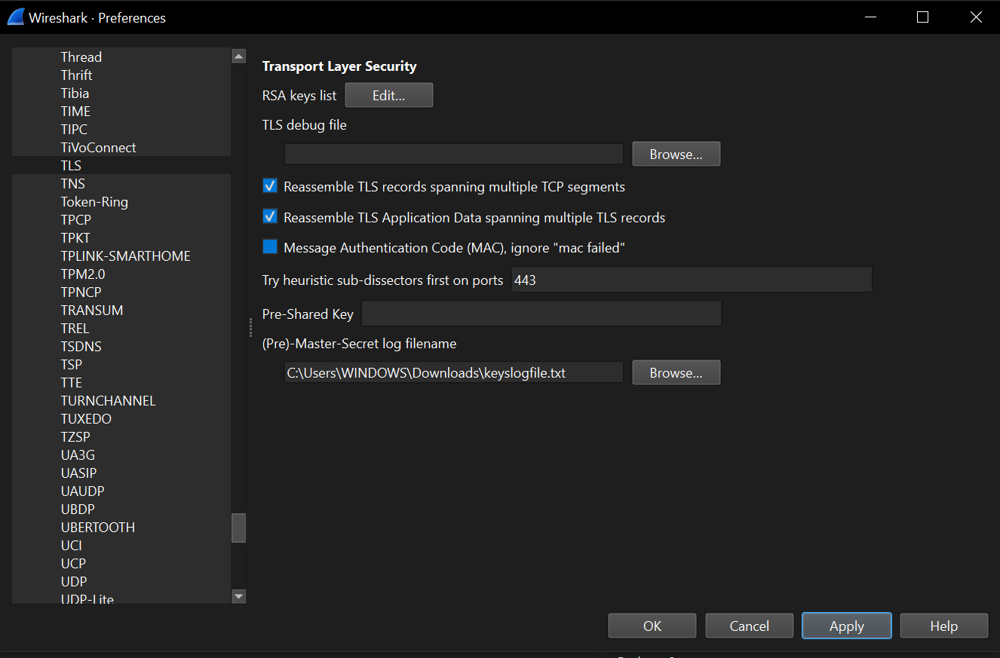 Wireshark · Preferences
Thread
Thrift
Tibia
TIME
TIPC
TiVoConnect
TLS
TNS
Token-Ring
TPCP
TPKT
TPLINK-SMARTHOME
TPM2.0
TPNCP
TRANSUM
TREL
TSDNS
TSP
TTE
TURNCHANNEL
TUXEDO
TZSP
UA3G
UASIP
UAUDP
UBDP
UBERTOOTH
UCI
UCP
UDP
UDP-Lite
Transport Layer Security
RSA keys list Edit...
TLS debug file
Browse...
Reassemble TLS records spanning multiple TCP segments
Reassemble TLS Application Data spanning multiple TLS records
Message Authentication Code (MAC), ignore "mac failed"
Try heuristic sub-dissectors first on ports 443
Pre-Shared Key
(Pre)-Master-Secret log filename
C:\Users\WINDOWS\Downloads\keyslogfile.txt Browse...
OK Cancel Apply Help